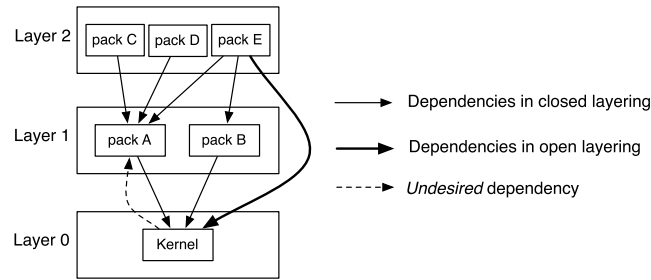 Layer 2
pack C
pack D
pack E
Layer 1
pack A
pack B
Layer 0
Kernel
Dependencies in closed layering
Dependencies in open layering
Undesired dependency